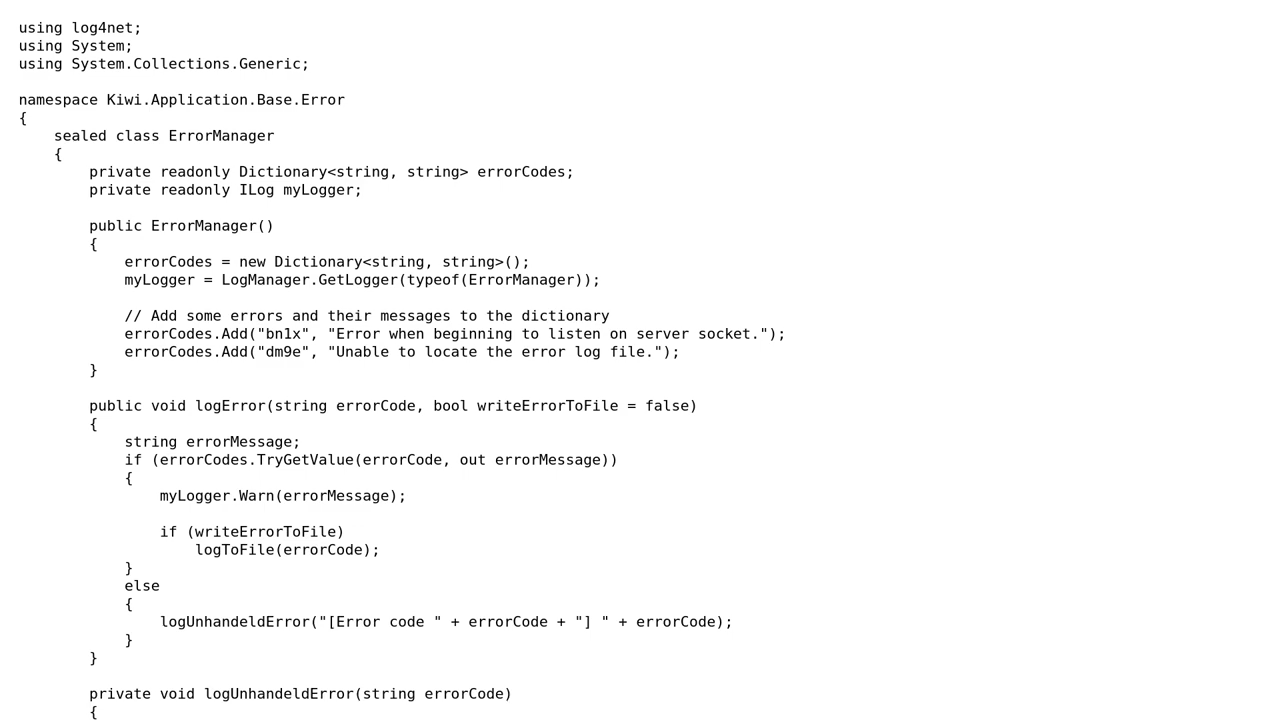 using log4net;
using System;
using System.Collections.Generic;

namespace Kiwi.Application.Base.Error
{
    sealed class ErrorManager
    {
        private readonly Dictionary<string, string> errorCodes;
        private readonly ILog myLogger;

        public ErrorManager()
        {
            errorCodes = new Dictionary<string, string>();
            myLogger = LogManager.GetLogger(typeof(ErrorManager));

            // Add some errors and their messages to the dictionary
            errorCodes.Add("bn1x", "Error when beginning to listen on server socket.");
            errorCodes.Add("dm9e", "Unable to locate the error log file.");
        }

        public void logError(string errorCode, bool writeErrorToFile = false)
        {
            string errorMessage;
            if (errorCodes.TryGetValue(errorCode, out errorMessage))
            {
                myLogger.Warn(errorMessage);

                if (writeErrorToFile)
                    logToFile(errorCode);
            }
            else
            {
                logUnhandeldError("[Error code " + errorCode + "] " + errorCode);
            }
        }

        private void logUnhandeldError(string errorCode)
        {